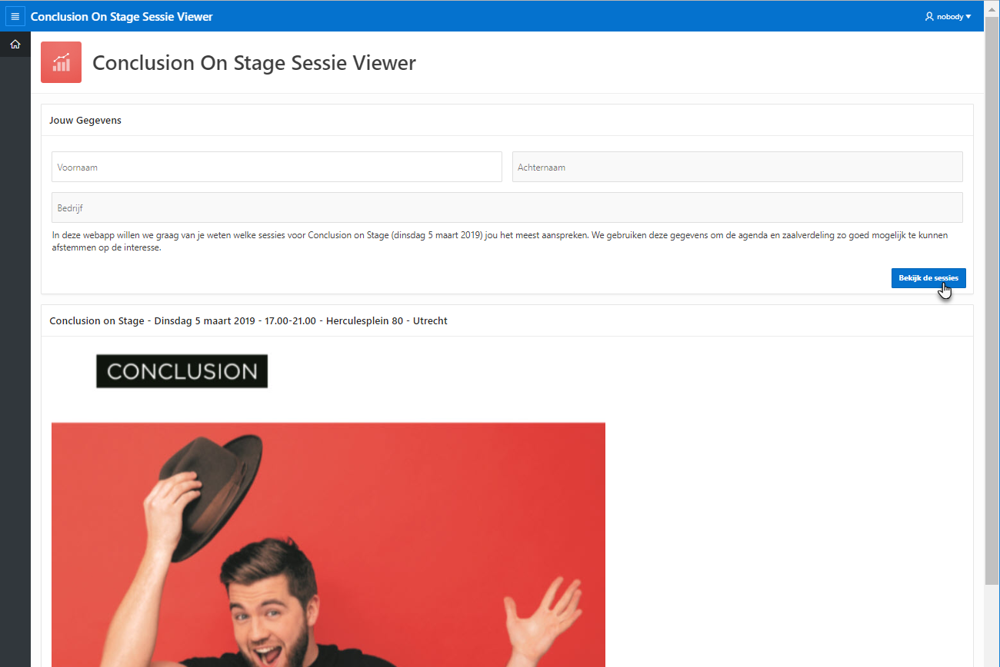 Conclusion On Stage Sessie Viewer
nobody
Conclusion On Stage Sessie Viewer
Jouw Gegevens
Voornaam
Achternaam
Bedrijf
In deze webapp willen we graag van je weten welke sessies voor Conclusion on Stage (dinsdag 5 maart 2019) jou het meest aanspreken. We gebruiken deze gegevens om de agenda en zaalverdeling zo goed mogelijk te kunnen
afstemmen op de interesse.
Bekijk de sessies
Conclusion on Stage - Dinsdag 5 maart 2019 - 17.00-21.00 - Herculesplein 80 - Utrecht
CONCLUSION